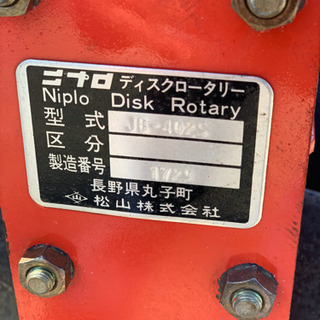 ニプロ ディスクロータリー
Niplo Disk Rotary
型式
区分
製造番号 1729
長野県丸子町
松山株式会社